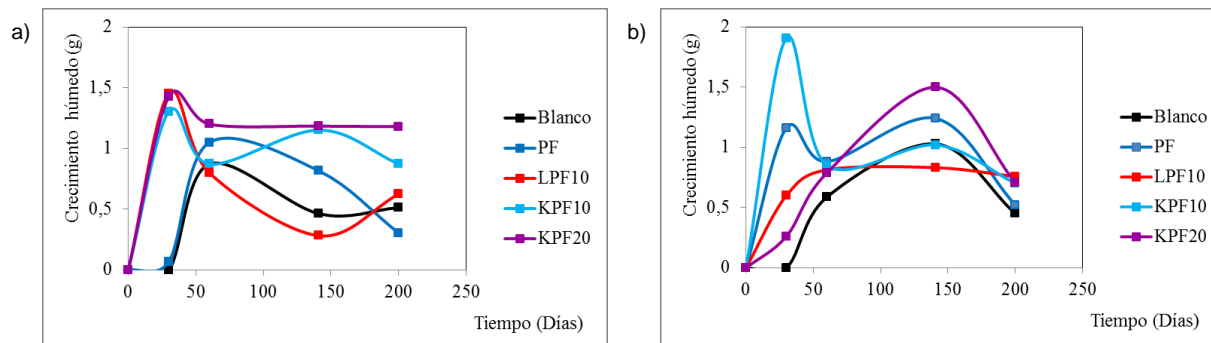 a)
Crecimiento húmedo (g)
2
1,5
1
0,5
0
0 50 100 150 200 250
Tiempo (Días)
Blanco
PF
LPF10
KPF10
KPF20
b)
Crecimiento húmedo (g)
2
1,5
1
0,5
0
0 50 100 150 200 250
Tiempo (Días)
Blanco
PF
LPF10
KPF10
KPF20